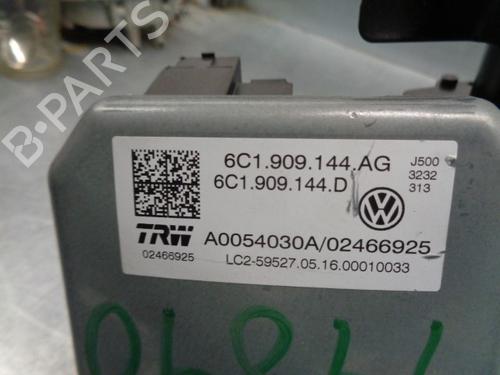 B-PARTS
6C1.909.144.AG
6C1.909.144.D
J500
3232
313
TRW
A0054030A/02466925
02466925
LC2-59527.05.16.00010033